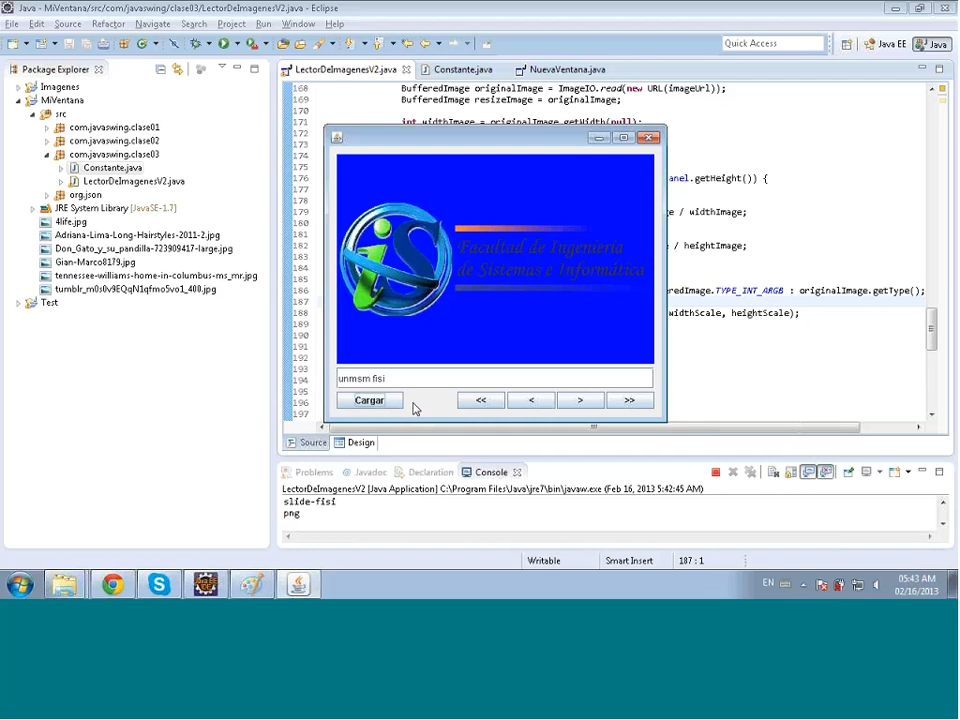 Java - MiVentana/src/com/javaswing/clase03/LectorDeImagenesV2.java - Eclipse
File Edit Source Refactor Navigate Search Project Run Window Help
Quick Access
Java EE
Java
Package Explorer
LectorDeImagenesV2.java
Constante.java
NuevaVentana.java
Imagenes
MiVentana
src
com.javaswing.clase01
com.javaswing.clase02
com.javaswing.clase03
Constante.java
LectorDeImagenesV2.java
org.json
JRE System Library [JavaSE-1.7]
4life.jpg
Adriana-Lima-Long-Hairstyles-2011-2.jpg
Don_Gato_y_su_pandilla-723909417-large.jpg
Gian-Marco8179.jpg
tennessee-williams-home-in-columbus-ms_mr.jpg
tumblr_m0s0v9EQqN1qfmo5vo1_400.jpg
Test
168 BufferedImage originalImage = ImageIO.read(new URL(imageUrl));
169 BufferedImage resizeImage = originalImage;
170
171 int widthImage = originalImage.getWidth(null);
172
173
174
175
176 anel.getHeight()) {
177
178
179 e / widthImage;
180
181
182 e / heightImage;
183
184
185
186 eredImage.TYPE_INT_ARGB : originalImage.getType();
187
188 widthScale, heightScale);
189
190
191
192
193
194
195
196
197
Facultad de Ingeniería
de Sistemas e Informática
unmsm fisi
Cargar << < > >>
Source Design
Problems Javadoc Declaration Console
LectorDeImagenesV2 [Java Application] C:\Program Files\Java\jre7\bin\javaw.exe (Feb 16, 2013 5:42:45 AM)
slide-fisi
png
Writable Smart Insert 187 : 1
EN
05:43 AM
02/16/2013